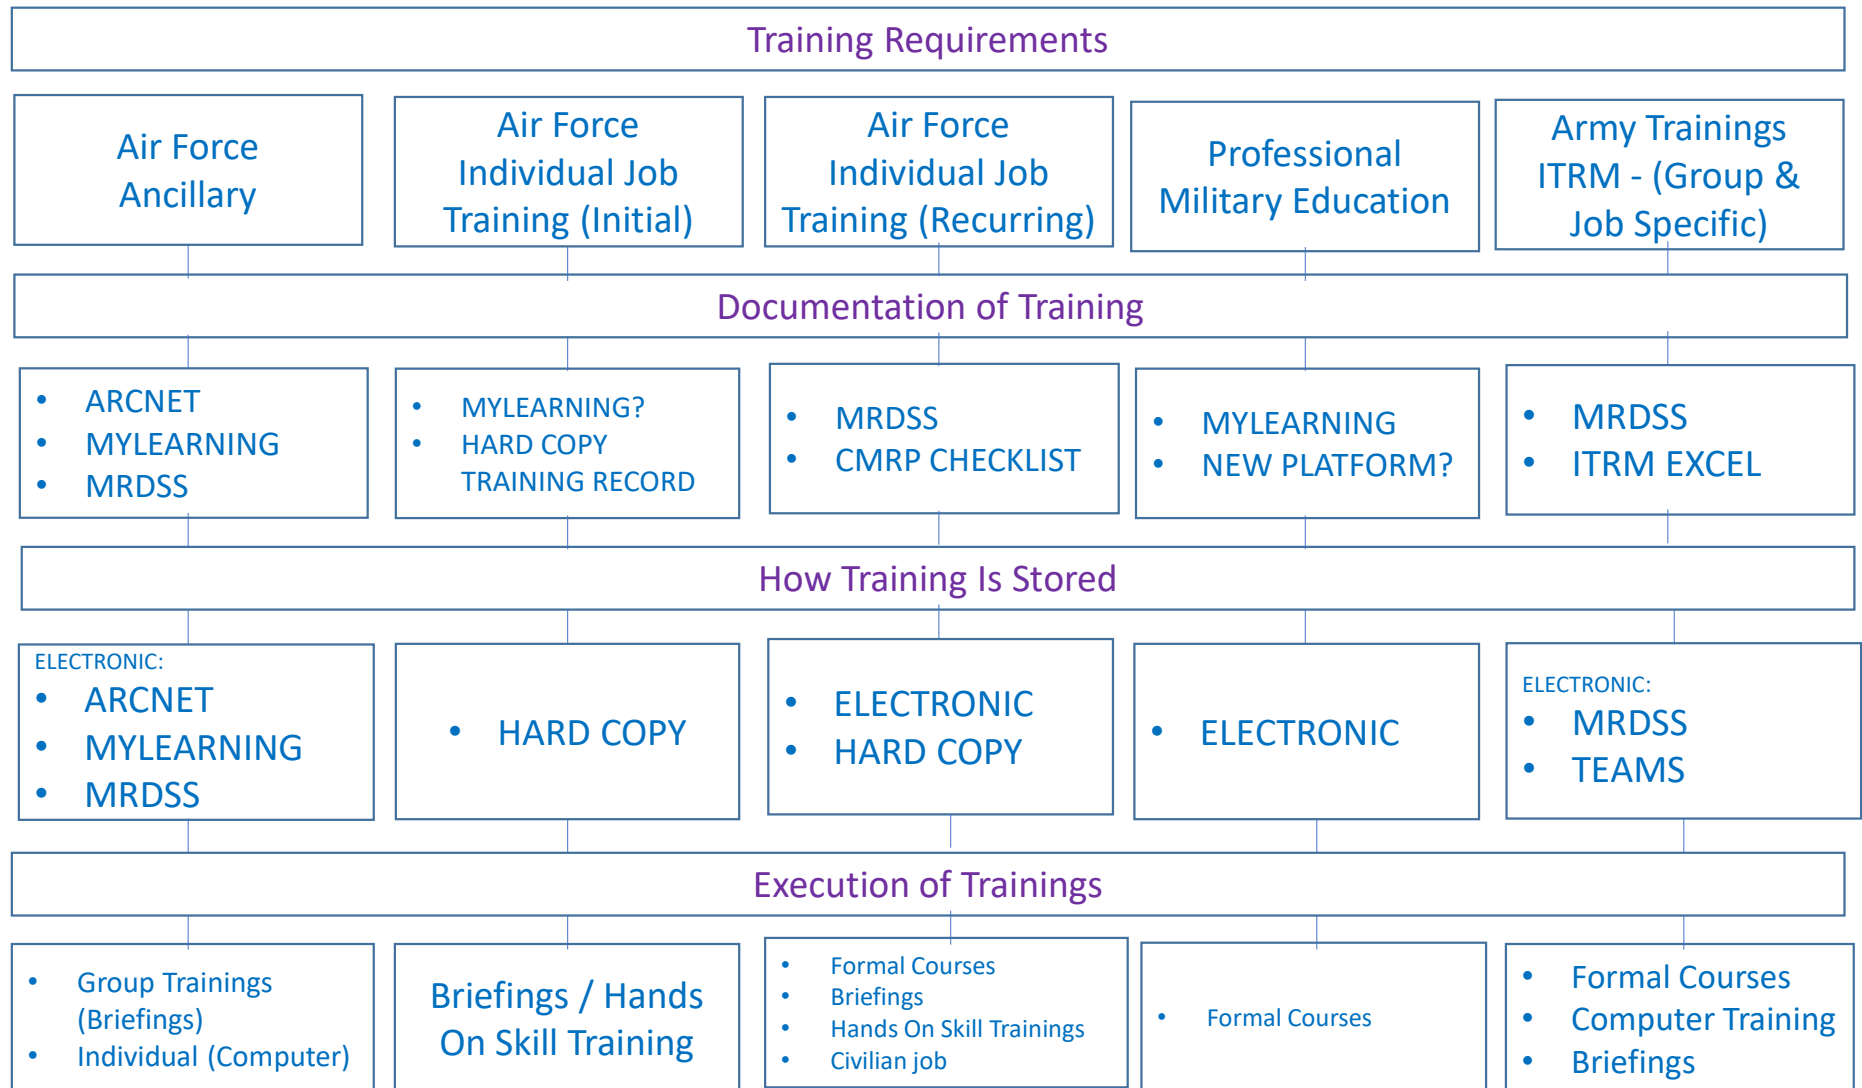 Training Requirements
Air Force
Ancillary
Air Force
Individual Job
Training (Initial)
Air Force
Individual Job
Training (Recurring)
Professional
Military Education
Army Trainings
ITRM - (Group &
Job Specific)
Documentation of Training
• ARCNET
• MYLEARNING
• MRDSS
• MYLEARNING?
• HARD COPY
TRAINING RECORD
• MRDSS
• CMRP CHECKLIST
• MYLEARNING
• NEW PLATFORM?
• MRDSS
• ITRM EXCEL
How Training Is Stored
ELECTRONIC:
• ARCNET
• MYLEARNING
• MRDSS
• HARD COPY
• ELECTRONIC
• HARD COPY
• ELECTRONIC
ELECTRONIC:
• MRDSS
• TEAMS
Execution of Trainings
• Group Trainings
(Briefings)
• Individual (Computer)
Briefings / Hands
On Skill Training
• Formal Courses
• Briefings
• Hands On Skill Trainings
• Civilian job
• Formal Courses
• Formal Courses
• Computer Training
• Briefings